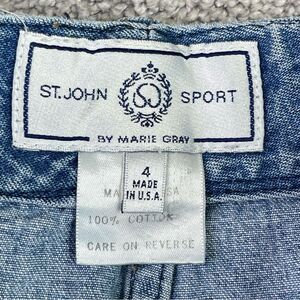 ST. JOHN SPORT
BY MARIE GRAY
4
MADE
IN U.S.A.
100% COTTON
CARE ON REVERSE